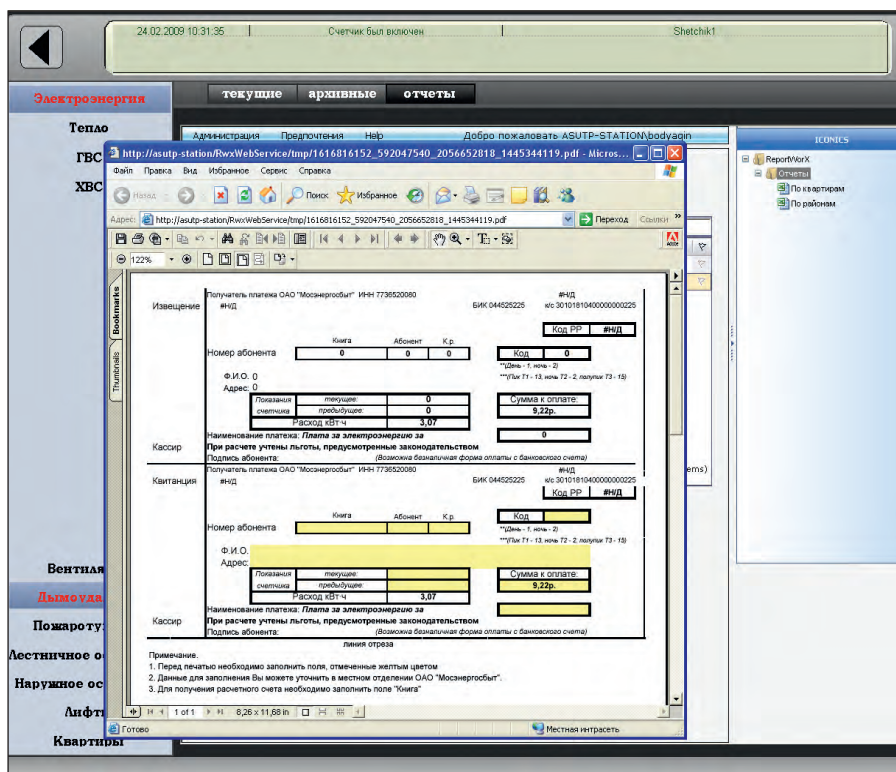 24.02.2009 10:31:35 | Счетчик был включен | Shetchik1
Электроэнергия
текущие архивные отчеты
Тепло
ГВС
ХВС
Администрация Предпочтения Help Добро пожаловать ASUTP-STATION\bodyagin
ICONICS
ReportWorX
Отчеты
По квартирам
По районам
http://asutp-station/RwxWebService/tmp/1616816152_592047540_2056652818_1445344119.pdf - Micros...
Файл Правка Вид Избранное Сервис Справка
Назад Поиск Избранное
Адрес: http://asutp-station/RwxWebService/tmp/1616816152_592047540_2056652818_1445344119.pdf Переход Ссылки »
122%
Bookmarks
Thumbnails
Получатель платежа ОАО "Мосэнергосбыт" ИНН 7736520080 #Н/Д
Извещение #Н/Д БИК 044525225 к/с 30101810400000000225
Код РР #Н/Д
Книга Абонент К.р.
Номер абонента 0 0 0 Код 0
**(День - 1, ночь - 2)
Ф.И.О. 0 ***(Пик Т1 - 13, ночь Т2 - 2, полупик Т3 - 15)
Адрес: 0
Показания текущее: 0 Сумма к оплате:
счетчика предыдущее: 0 9,22р.
Расход кВт·ч 3,07
Наименование платежа: Плата за электроэнергию за 0
Кассир При расчете учтены льготы, предусмотренные законодательством
Подпись абонента: (Возможна безналичная форма оплаты с банковского счета)
Получатель платежа ОАО "Мосэнергосбыт" ИНН 7736520080 #Н/Д
Квитанция #Н/Д БИК 044525225 к/с 30101810400000000225
Код РР #Н/Д
Книга Абонент К.р.
Номер абонента Код
**(День - 1, ночь - 2)
***(Пик Т1 - 13, ночь Т2 - 2, полупик Т3 - 15)
Ф.И.О.
Адрес:
Показания текущее: Сумма к оплате:
счетчика предыдущее: 9,22р.
Расход кВт·ч 3,07
Наименование платежа: Плата за электроэнергию за
Кассир При расчете учтены льготы, предусмотренные законодательством
Подпись абонента: (Возможна безналичная форма оплаты с банковского счета)
линия отреза
Примечание.
1. Перед печатью необходимо заполнить поля, отмеченные желтым цветом
2. Данные для заполнения Вы можете уточнить в местном отделении ОАО "Мосэнергосбыт".
3. Для получения расчетного счета необходимо заполнить поле "Книга"
1 of 1 8,26 x 11,68 in
Готово Местная интрасеть
ems)
Вентиля
Дымоуда
Пожароту
Лестничное о
Наружное ос
Лифт
Квартиры